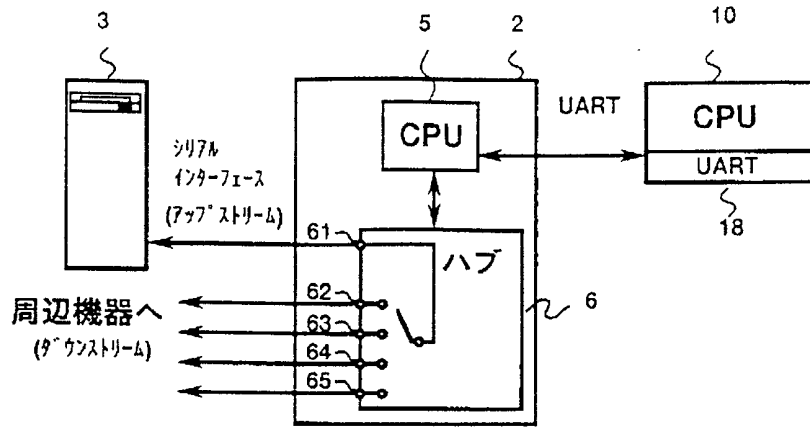 3
5
2
10
CPU
UART
CPU
UART
18
シリアル
インターフェース
(アップストリーム)
61
ハブ
62
63
64
65
6
周辺機器へ
(ダウンストリーム)